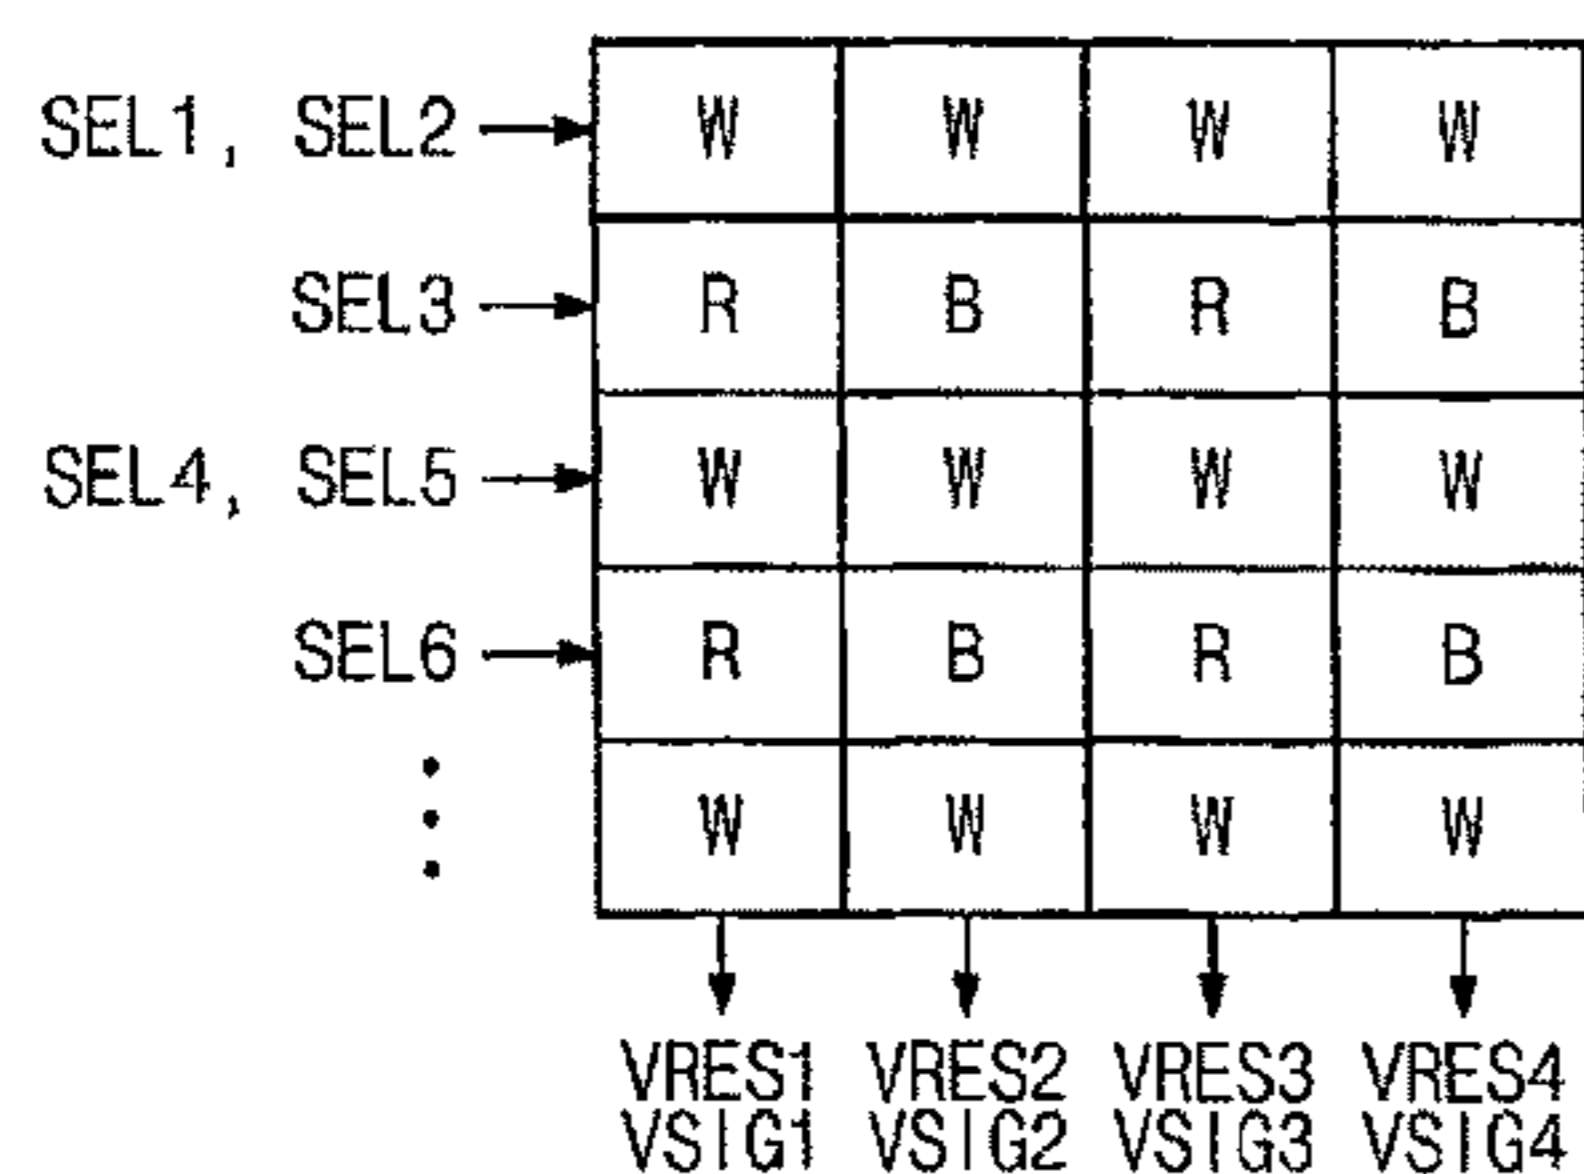 SEL1, SEL2 W W W W
SEL3 R B R B
SEL4, SEL5 W W W W
SEL6 R B R B
W W W W
VRES1 VRES2 VRES3 VRES4
VSIG1 VSIG2 VSIG3 VSIG4